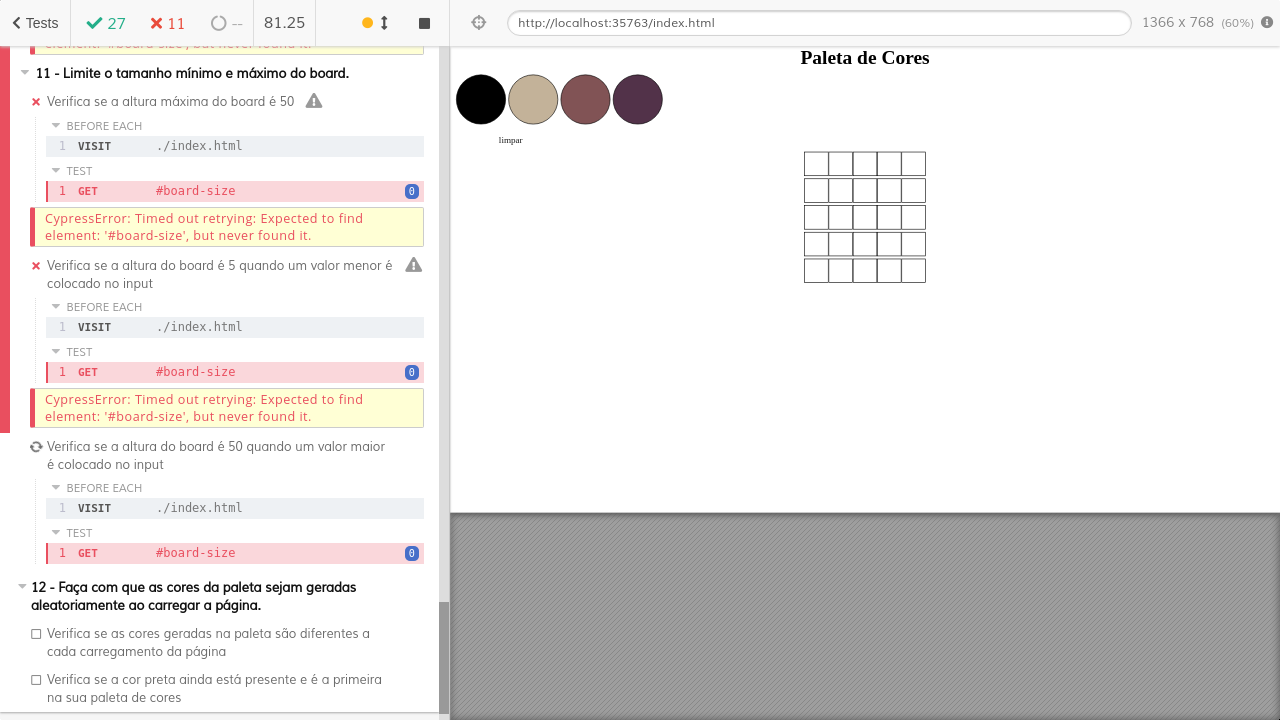 Tests 27 11 -- 81.25
http://localhost:35763/index.html 1366 x 768 (60%)
element: '#board-size', but never found it.
11 - Limite o tamanho mínimo e máximo do board.
Verifica se a altura máxima do board é 50
BEFORE EACH
1 VISIT ./index.html
TEST
1 GET #board-size 0
CypressError: Timed out retrying: Expected to find
element: '#board-size', but never found it.
Verifica se a altura do board é 5 quando um valor menor é
colocado no input
BEFORE EACH
1 VISIT ./index.html
TEST
1 GET #board-size 0
CypressError: Timed out retrying: Expected to find
element: '#board-size', but never found it.
Verifica se a altura do board é 50 quando um valor maior
é colocado no input
BEFORE EACH
1 VISIT ./index.html
TEST
1 GET #board-size 0
12 - Faça com que as cores da paleta sejam geradas
aleatoriamente ao carregar a página.
Verifica se as cores geradas na paleta são diferentes a
cada carregamento da página
Verifica se a cor preta ainda está presente e é a primeira
na sua paleta de cores
Paleta de Cores
limpar